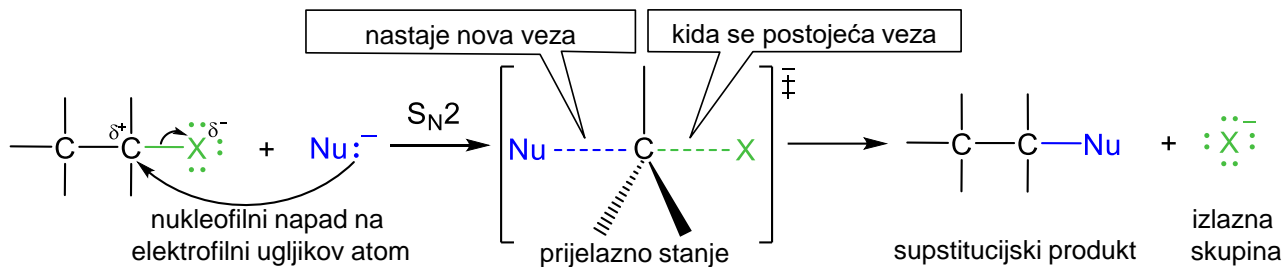 nastaje nova veza
kida se postojeća veza
C C δ+ X δ- + Nu:− SN2 Nu C X ‡ − C C Nu + X −
nukleofilni napad na
elektrofilni ugljikov atom
prijelazno stanje
supstitucijski produkt
izlazna
skupina